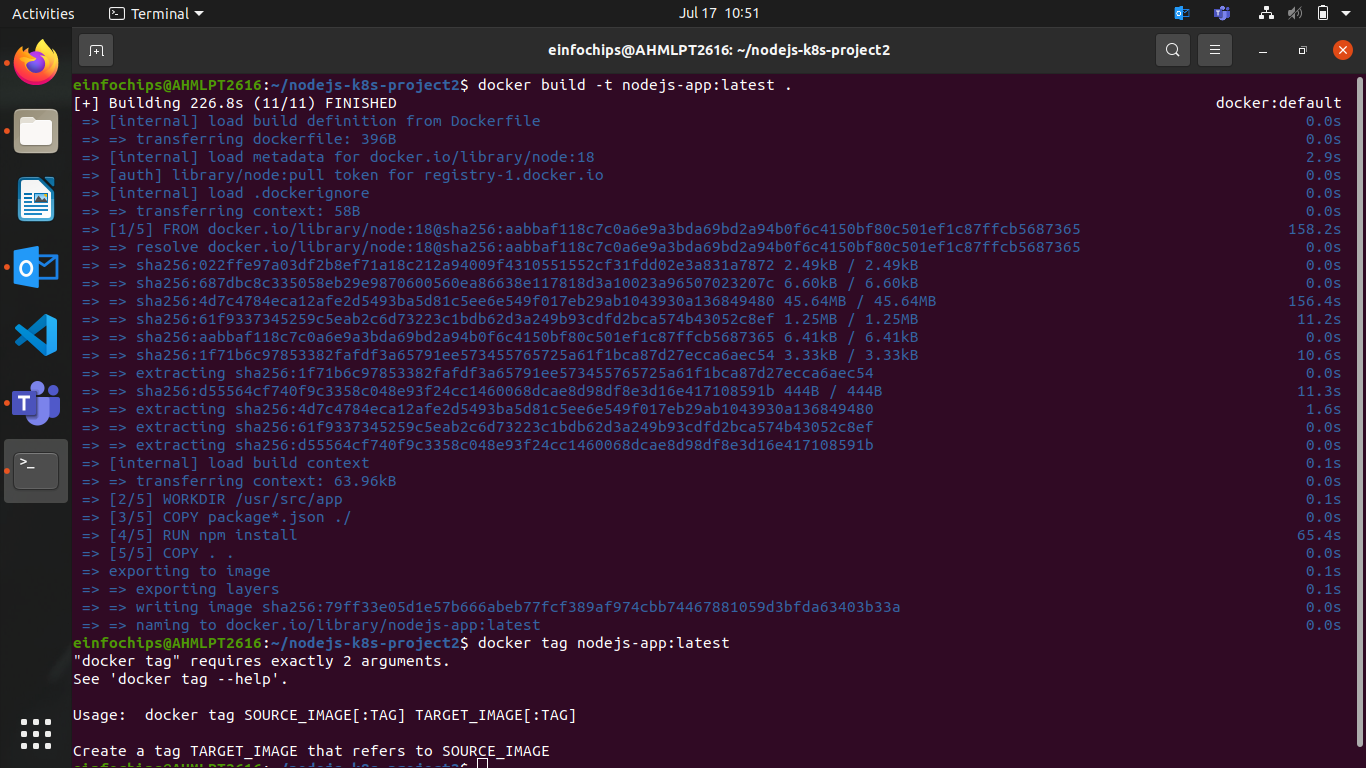 Activities Terminal Jul 17 10:51
einfochips@AHMLPT2616: ~/nodejs-k8s-project2
einfochips@AHMLPT2616:~/nodejs-k8s-project2$ docker build -t nodejs-app:latest .
[+] Building 226.8s (11/11) FINISHED docker:default
=> [internal] load build definition from Dockerfile 0.0s
=> => transferring dockerfile: 396B 0.0s
=> [internal] load metadata for docker.io/library/node:18 2.9s
=> [auth] library/node:pull token for registry-1.docker.io 0.0s
=> [internal] load .dockerignore 0.0s
=> => transferring context: 58B 0.0s
=> [1/5] FROM docker.io/library/node:18@sha256:aabbaf118c7c0a6e9a3bda69bd2a94b0f6c4150bf80c501ef1c87ffcb5687365 158.2s
=> => resolve docker.io/library/node:18@sha256:aabbaf118c7c0a6e9a3bda69bd2a94b0f6c4150bf80c501ef1c87ffcb5687365 0.0s
=> => sha256:022ffe97a03df2b8ef71a18c212a94009f4310551552cf31fdd02e3a831a7872 2.49kB / 2.49kB 0.0s
=> => sha256:687dbc8c335058eb29e9870600560ea86638e117818d3a10023a96507023207c 6.60kB / 6.60kB 0.0s
=> => sha256:4d7c4784eca12afe2d5493ba5d81c5ee6e549f017eb29ab1043930a136849480 45.64MB / 45.64MB 156.4s
=> => sha256:61f9337345259c5eab2c6d73223c1bdb62d3a249b93cdfd2bca574b43052c8ef 1.25MB / 1.25MB 11.2s
=> => sha256:aabbaf118c7c0a6e9a3bda69bd2a94b0f6c4150bf80c501ef1c87ffcb5687365 6.41kB / 6.41kB 0.0s
=> => sha256:1f71b6c97853382fafdf3a65791ee573455765725a61f1bca87d27ecca6aec54 3.33kB / 3.33kB 10.6s
=> => extracting sha256:1f71b6c97853382fafdf3a65791ee573455765725a61f1bca87d27ecca6aec54 0.0s
=> => sha256:d55564cf740f9c3358c048e93f24cc1460068dcae8d98df8e3d16e417108591b 444B / 444B 11.3s
=> => extracting sha256:4d7c4784eca12afe2d5493ba5d81c5ee6e549f017eb29ab1043930a136849480 1.6s
=> => extracting sha256:61f9337345259c5eab2c6d73223c1bdb62d3a249b93cdfd2bca574b43052c8ef 0.0s
=> => extracting sha256:d55564cf740f9c3358c048e93f24cc1460068dcae8d98df8e3d16e417108591b 0.0s
=> [internal] load build context 0.1s
=> => transferring context: 63.96kB 0.0s
=> [2/5] WORKDIR /usr/src/app 0.1s
=> [3/5] COPY package*.json ./ 0.0s
=> [4/5] RUN npm install 65.4s
=> [5/5] COPY . . 0.0s
=> exporting to image 0.1s
=> => exporting layers 0.1s
=> => writing image sha256:79ff33e05d1e57b666abeb77fcf389af974cbb74467881059d3bfda63403b33a 0.0s
=> => naming to docker.io/library/nodejs-app:latest 0.0s
einfochips@AHMLPT2616:~/nodejs-k8s-project2$ docker tag nodejs-app:latest
"docker tag" requires exactly 2 arguments.
See 'docker tag --help'.
Usage:  docker tag SOURCE_IMAGE[:TAG] TARGET_IMAGE[:TAG]
Create a tag TARGET_IMAGE that refers to SOURCE_IMAGE
einfochips@AHMLPT2616:~/nodejs-k8s-project2$